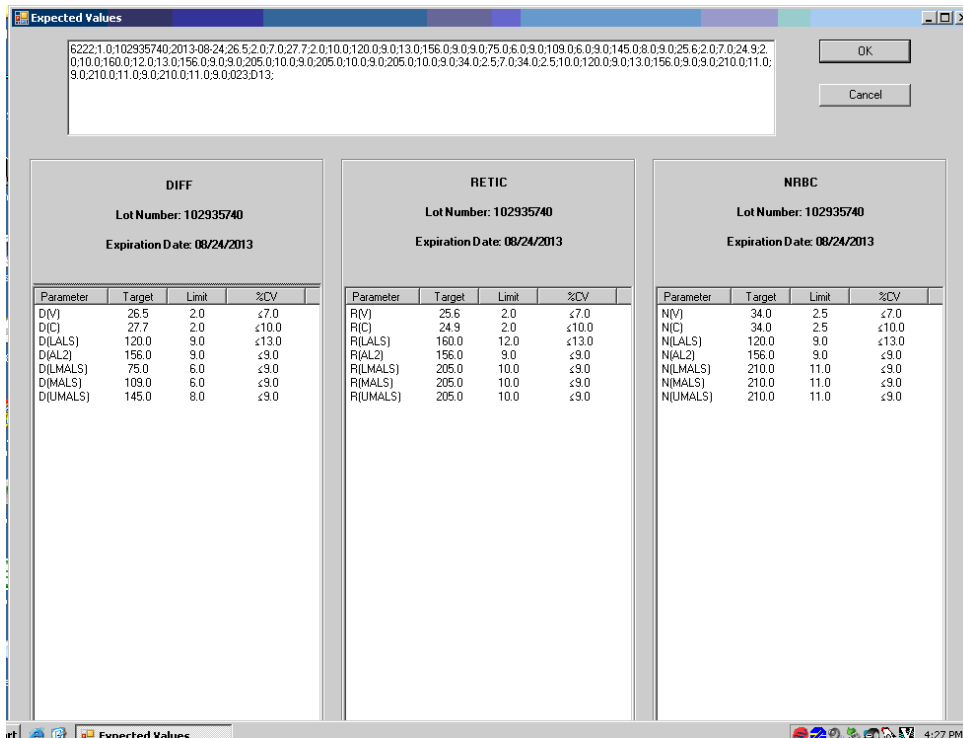 Expected Values
6222;1.0;102935740;2013-08-24;26.5;2.0;7.0;27.7;2.0;10.0;120.0;9.0;13.0;156.0;9.0;9.0;75.0;6.0;9.0;109.0;6.0;9.0;145.0;8.0;9.0;25.6;2.0;7.0;24.9;2.
0;10.0;160.0;12.0;13.0;156.0;9.0;9.0;205.0;10.0;9.0;205.0;10.0;9.0;205.0;10.0;9.0;34.0;2.5;7.0;34.0;2.5;10.0;120.0;9.0;13.0;156.0;9.0;9.0;210.0;11.0;
9.0;210.0;11.0;9.0;210.0;11.0;9.0;023;D13;
OK
Cancel
DIFF
Lot Number: 102935740
Expiration Date: 08/24/2013
Parameter Target Limit %CV
D(V) 26.5 2.0 ≤7.0
D(C) 27.7 2.0 ≤10.0
D(LALS) 120.0 9.0 ≤13.0
D(AL2) 156.0 9.0 ≤9.0
D(LMALS) 75.0 6.0 ≤9.0
D(MALS) 109.0 6.0 ≤9.0
D(UMALS) 145.0 8.0 ≤9.0
RETIC
Lot Number: 102935740
Expiration Date: 08/24/2013
Parameter Target Limit %CV
R(V) 25.6 2.0 ≤7.0
R(C) 24.9 2.0 ≤10.0
R(LALS) 160.0 12.0 ≤13.0
R(AL2) 156.0 9.0 ≤9.0
R(LMALS) 205.0 10.0 ≤9.0
R(MALS) 205.0 10.0 ≤9.0
R(UMALS) 205.0 10.0 ≤9.0
NRBC
Lot Number: 102935740
Expiration Date: 08/24/2013
Parameter Target Limit %CV
N(V) 34.0 2.5 ≤7.0
N(C) 34.0 2.5 ≤10.0
N(LALS) 120.0 9.0 ≤13.0
N(AL2) 156.0 9.0 ≤9.0
N(LMALS) 210.0 11.0 ≤9.0
N(MALS) 210.0 11.0 ≤9.0
N(UMALS) 210.0 11.0 ≤9.0
Expected Values
4:27 PM